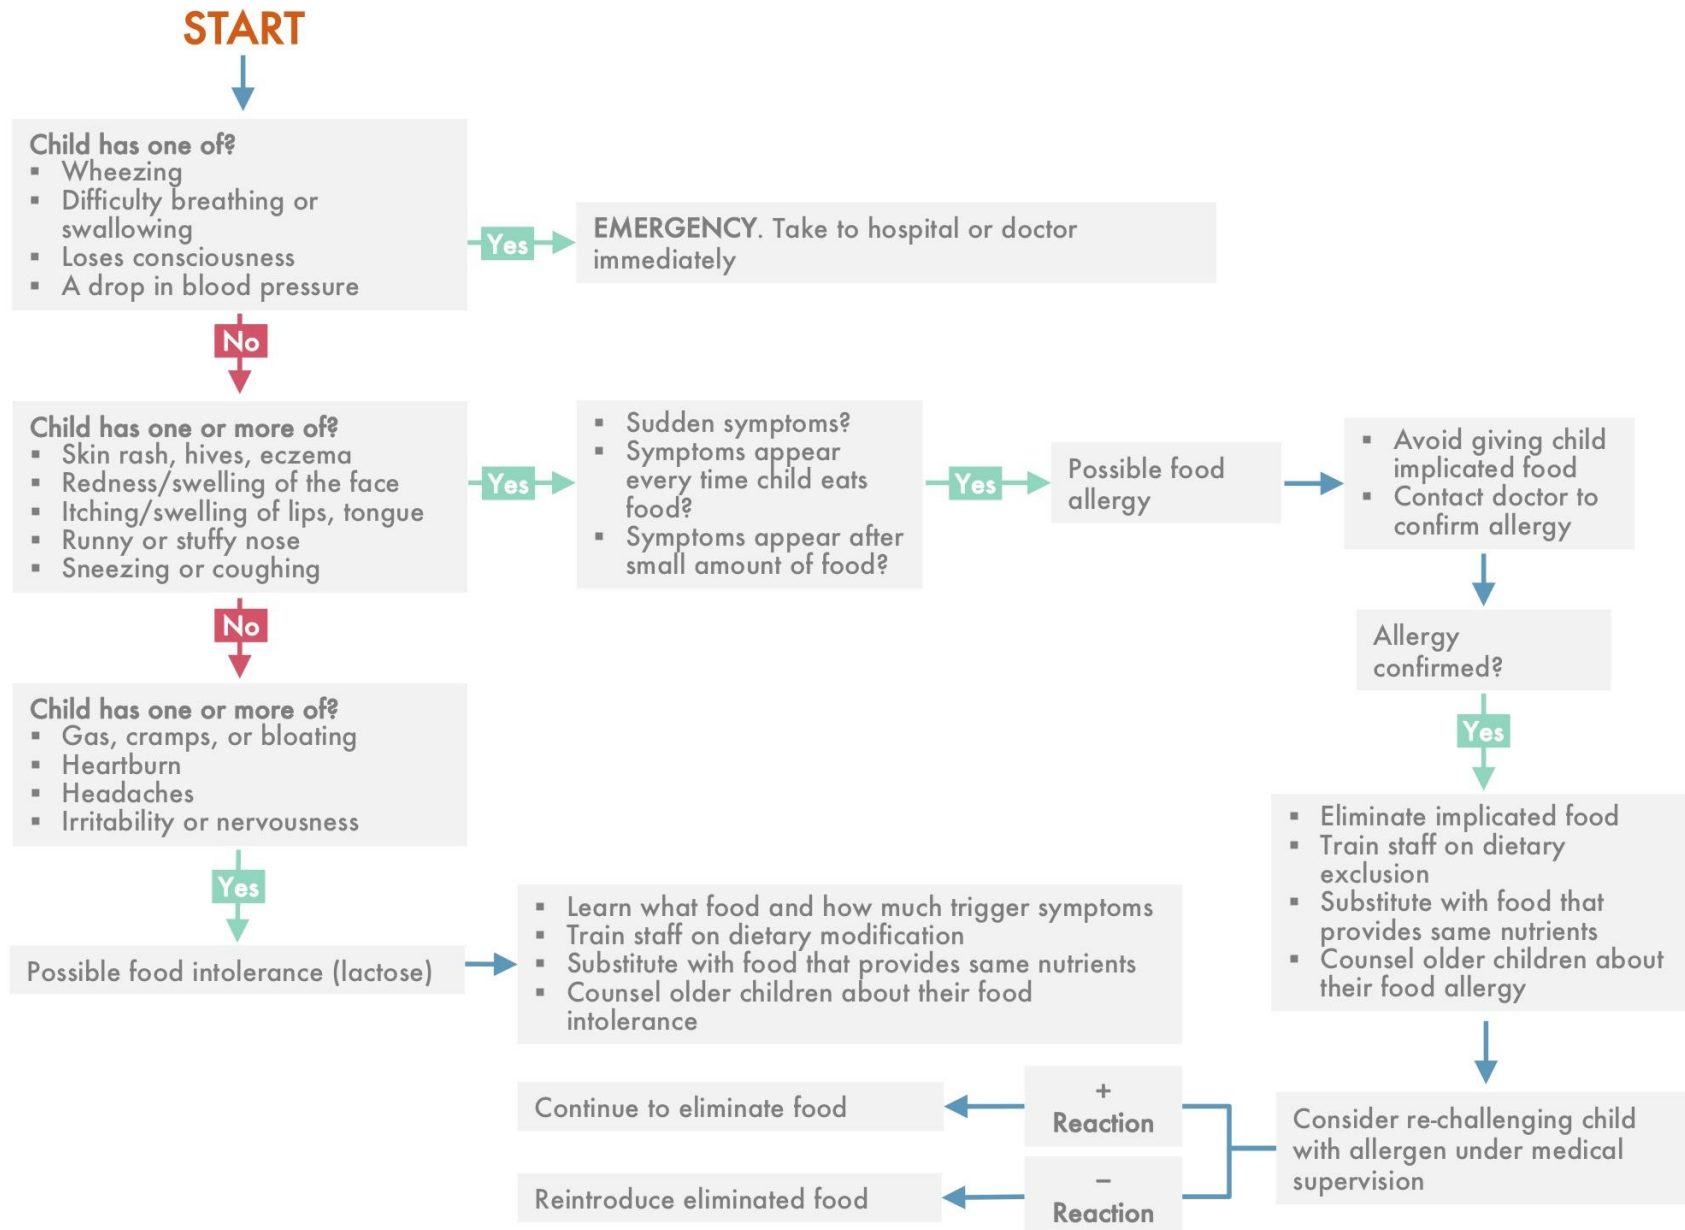 START
Child has one of?
▪ Wheezing
▪ Difficulty breathing or
swallowing
▪ Loses consciousness
▪ A drop in blood pressure
Yes
EMERGENCY. Take to hospital or doctor
immediately
No
Child has one or more of?
▪ Skin rash, hives, eczema
▪ Redness/swelling of the face
▪ Itching/swelling of lips, tongue
▪ Runny or stuffy nose
▪ Sneezing or coughing
Yes
▪ Sudden symptoms?
▪ Symptoms appear
every time child eats
food?
▪ Symptoms appear after
small amount of food?
Yes
Possible food
allergy
▪ Avoid giving child
implicated food
▪ Contact doctor to
confirm allergy
Allergy
confirmed?
Yes
▪ Eliminate implicated food
▪ Train staff on dietary
exclusion
▪ Substitute with food that
provides same nutrients
▪ Counsel older children about
their food allergy
No
Child has one or more of?
▪ Gas, cramps, or bloating
▪ Heartburn
▪ Headaches
▪ Irritability or nervousness
Yes
Possible food intolerance (lactose)
▪ Learn what food and how much trigger symptoms
▪ Train staff on dietary modification
▪ Substitute with food that provides same nutrients
▪ Counsel older children about their food
intolerance
Consider re-challenging child
with allergen under medical
supervision
+
Reaction
Continue to eliminate food
–
Reaction
Reintroduce eliminated food